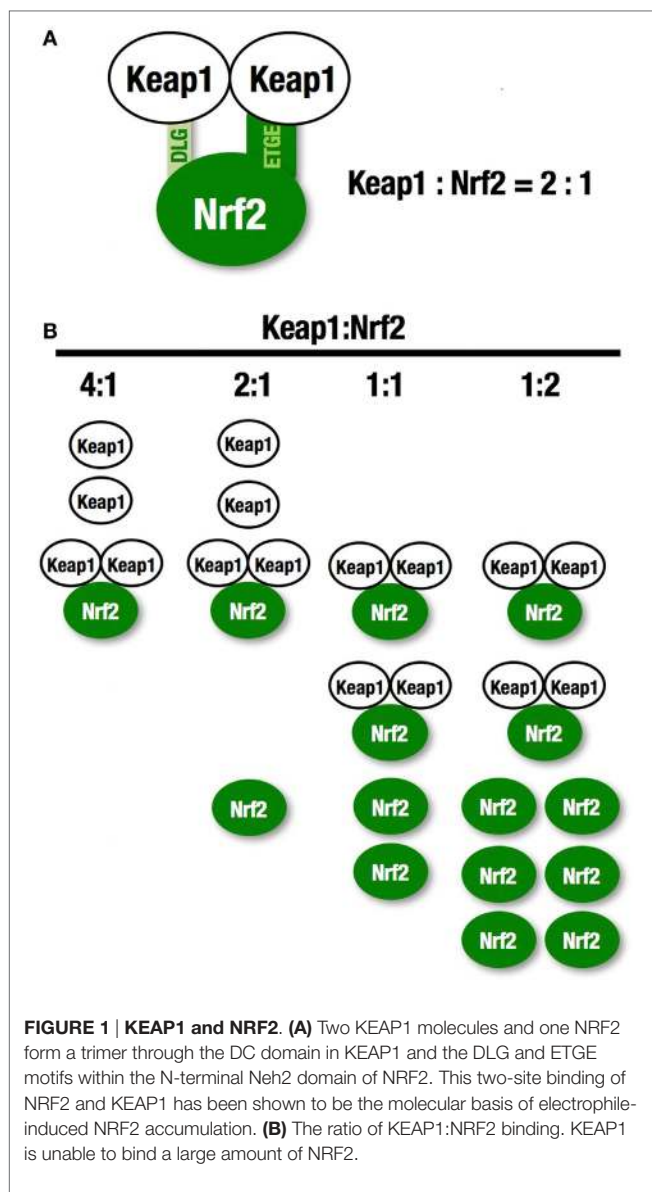 A
Keap1 Keap1
DLG ETGE
Nrf2
Keap1 : Nrf2 = 2 : 1
B
Keap1:Nrf2
4:1 2:1 1:1 1:2
Keap1 Keap1
Keap1 Keap1
Keap1 Keap1 Keap1 Keap1 Keap1 Keap1 Keap1 Keap1
Nrf2 Nrf2 Nrf2 Nrf2
Keap1 Keap1 Keap1 Keap1
Nrf2 Nrf2
Nrf2 Nrf2 Nrf2 Nrf2
Nrf2 Nrf2 Nrf2
Nrf2 Nrf2
FIGURE 1 | KEAP1 and NRF2. (A) Two KEAP1 molecules and one NRF2
form a trimer through the DC domain in KEAP1 and the DLG and ETGE
motifs within the N-terminal Neh2 domain of NRF2. This two-site binding of
NRF2 and KEAP1 has been shown to be the molecular basis of electrophile-
induced NRF2 accumulation. (B) The ratio of KEAP1:NRF2 binding. KEAP1
is unable to bind a large amount of NRF2.